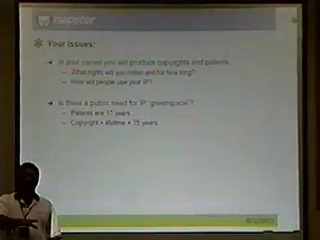 napster
Your issues:
Is your career you will produce copyrights and patents
What rights will you retain and for how long?
How will people use your IP?
Is there a public need for IP "greenspace"?
Patents are 17 years
Copyright = lifetime + 75 years